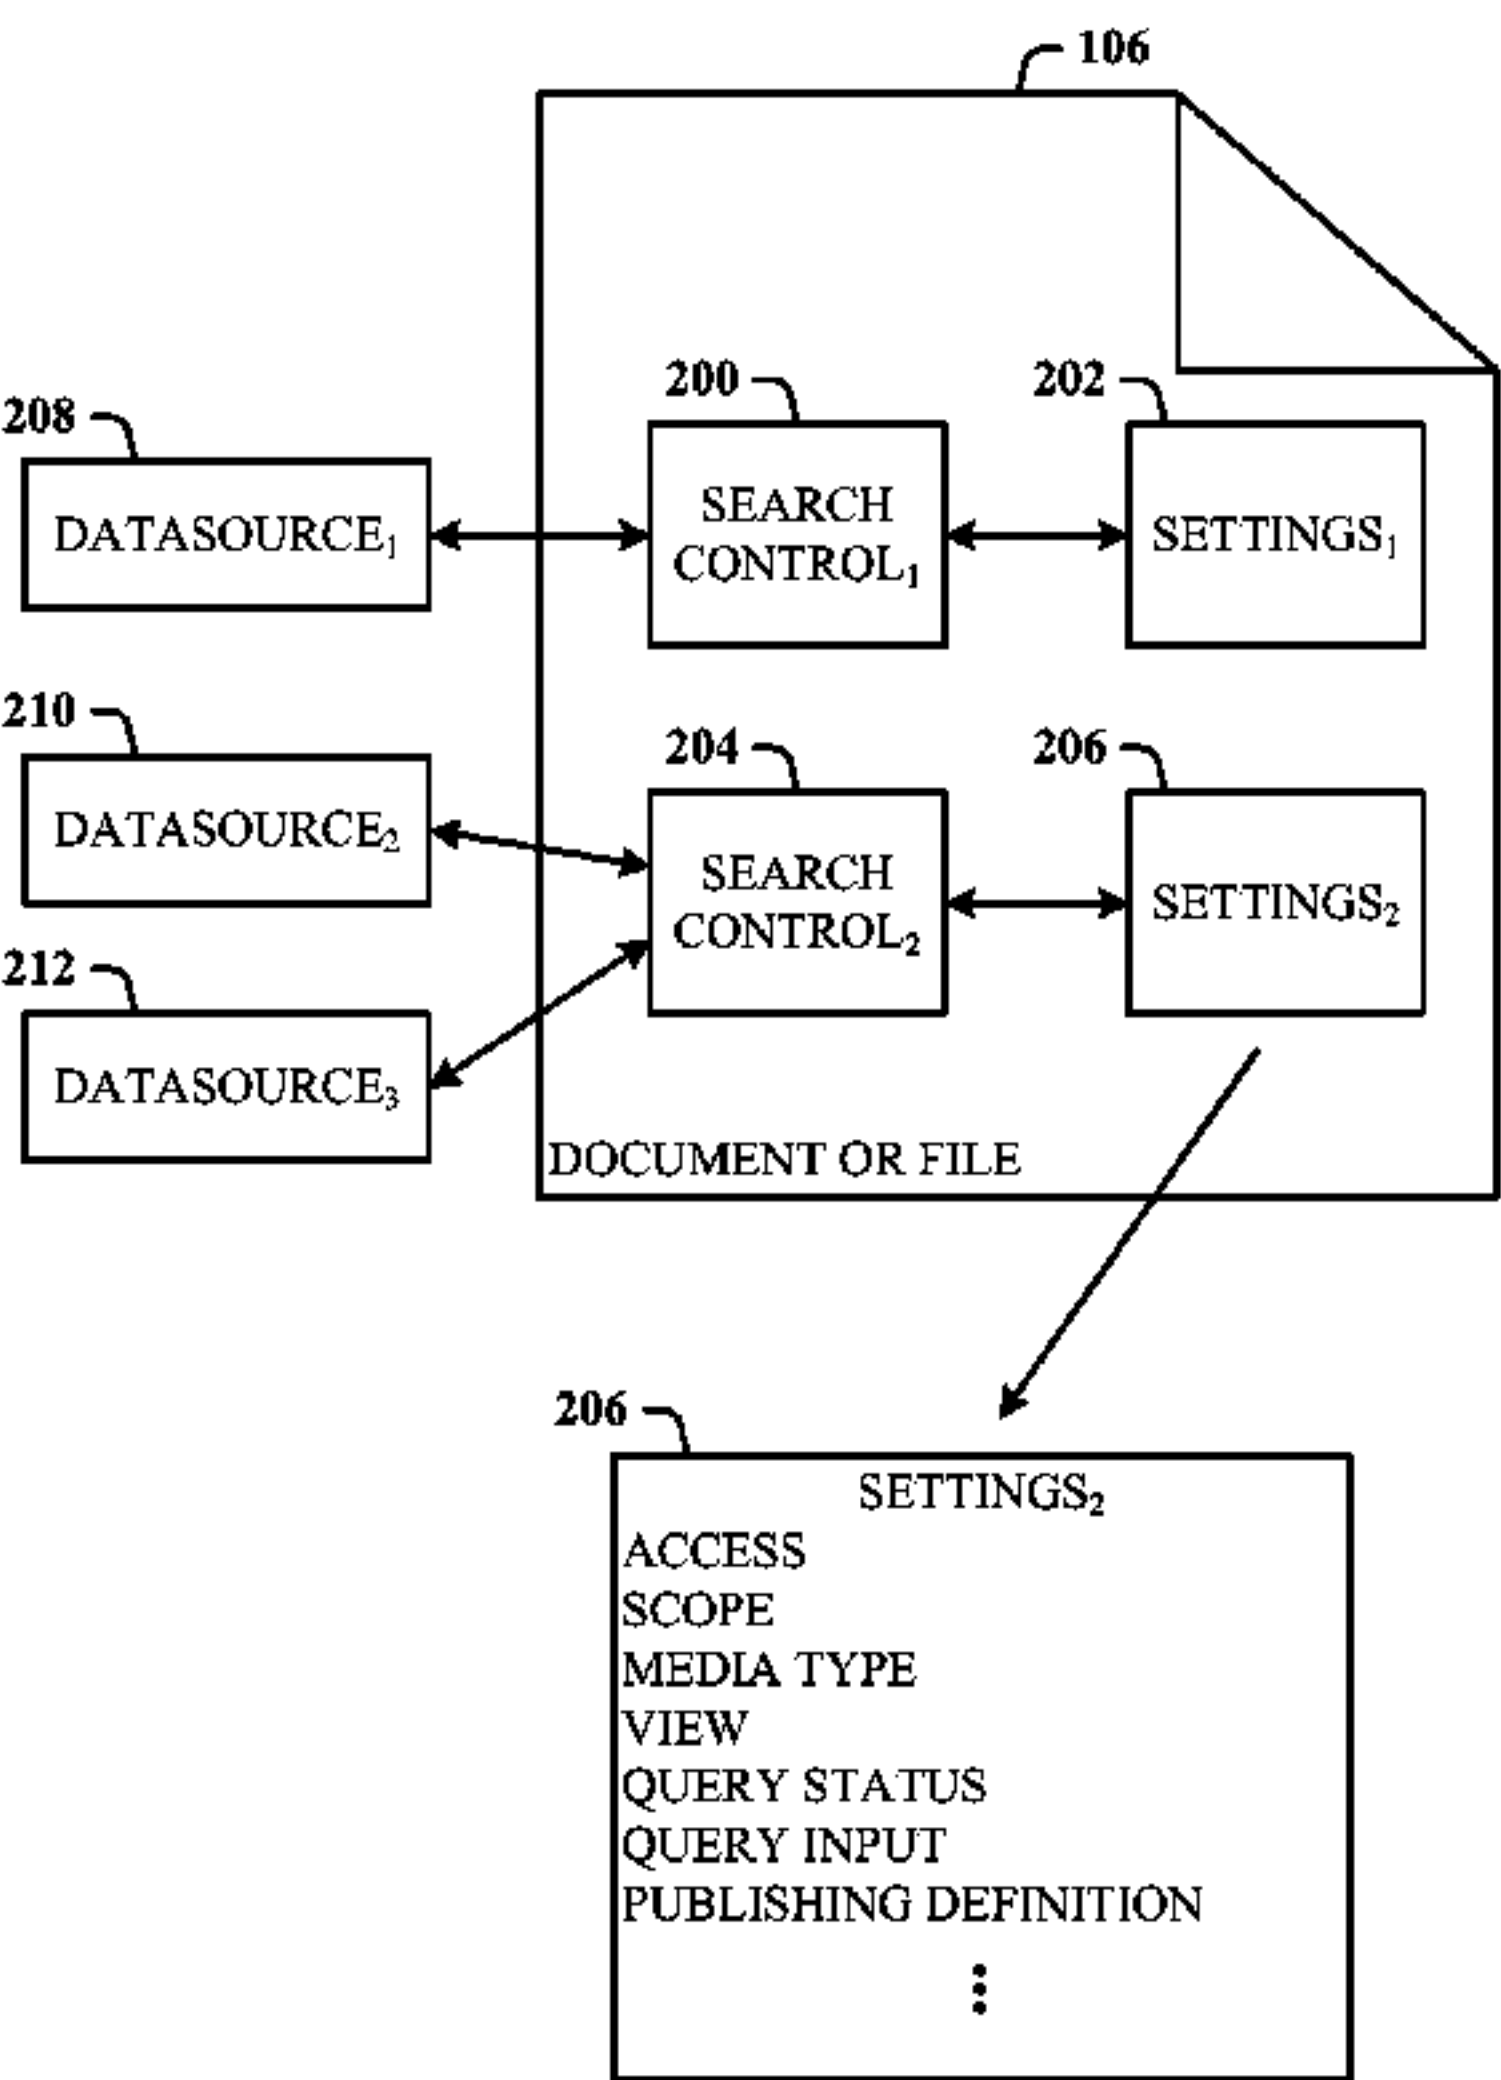 106
200
202
208
SEARCH
CONTROL₁
DATASOURCE₁
SETTINGS₁
210
204
206
DATASOURCE₂
SEARCH
CONTROL₂
SETTINGS₂
212
DATASOURCE₃
DOCUMENT OR FILE
206
SETTINGS₂
ACCESS
SCOPE
MEDIA TYPE
VIEW
QUERY STATUS
QUERY INPUT
PUBLISHING DEFINITION